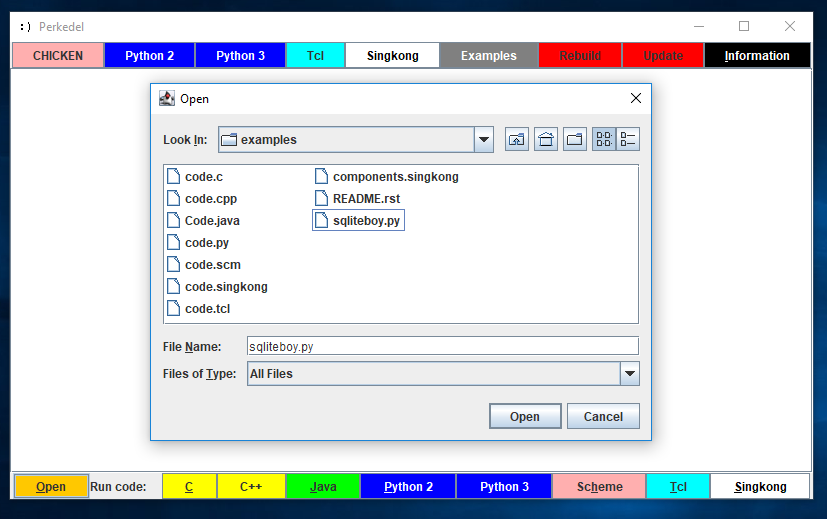 :) Perkedel
CHICKEN Python 2 Python 3 Tcl Singkong Examples Rebuild Update Information
Open
Look In: examples
code.c components.singkong
code.cpp README.rst
Code.java sqliteboy.py
code.py
code.scm
code.singkong
code.tcl
File Name: sqliteboy.py
Files of Type: All Files
Open Cancel
Open Run code: C C++ Java Python 2 Python 3 Scheme Tcl Singkong